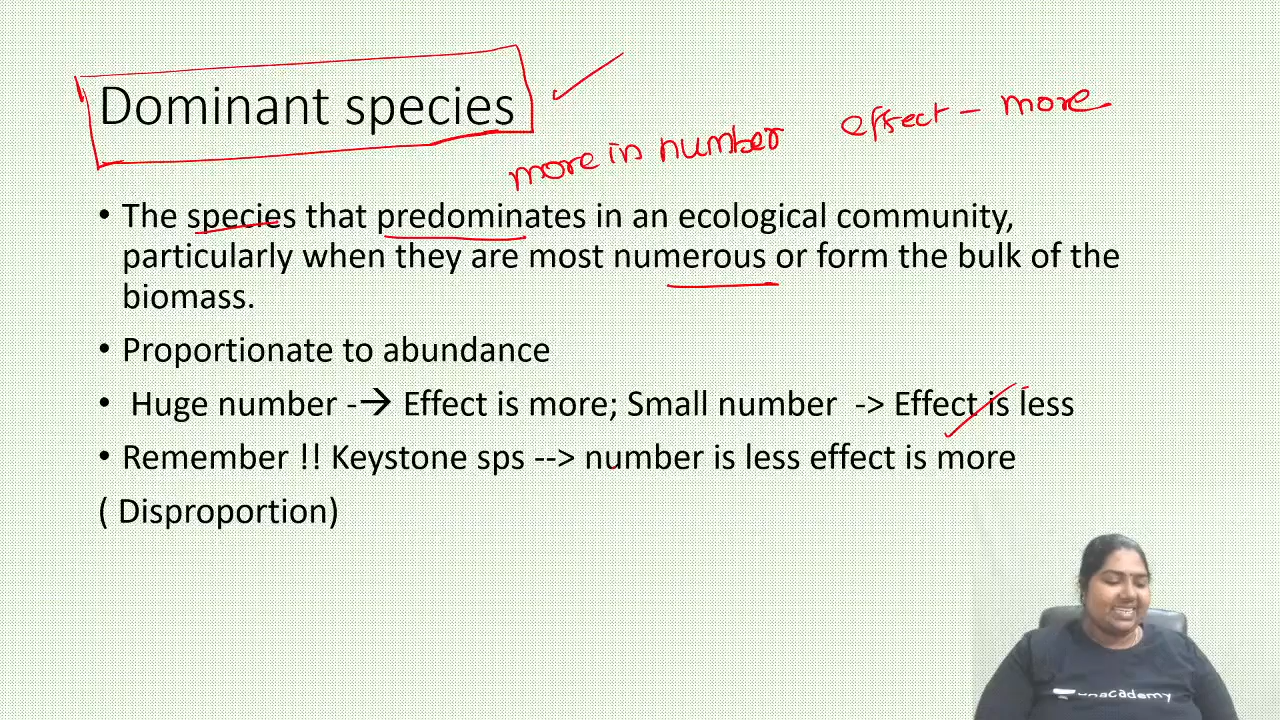 Dominant species
more in number effect - more
• The species that predominates in an ecological community,
particularly when they are most numerous or form the bulk of the
biomass.
• Proportionate to abundance
• Huge number -→ Effect is more; Small number -> Effect is less
• Remember !! Keystone sps --> number is less effect is more
( Disproportion)
unacademy